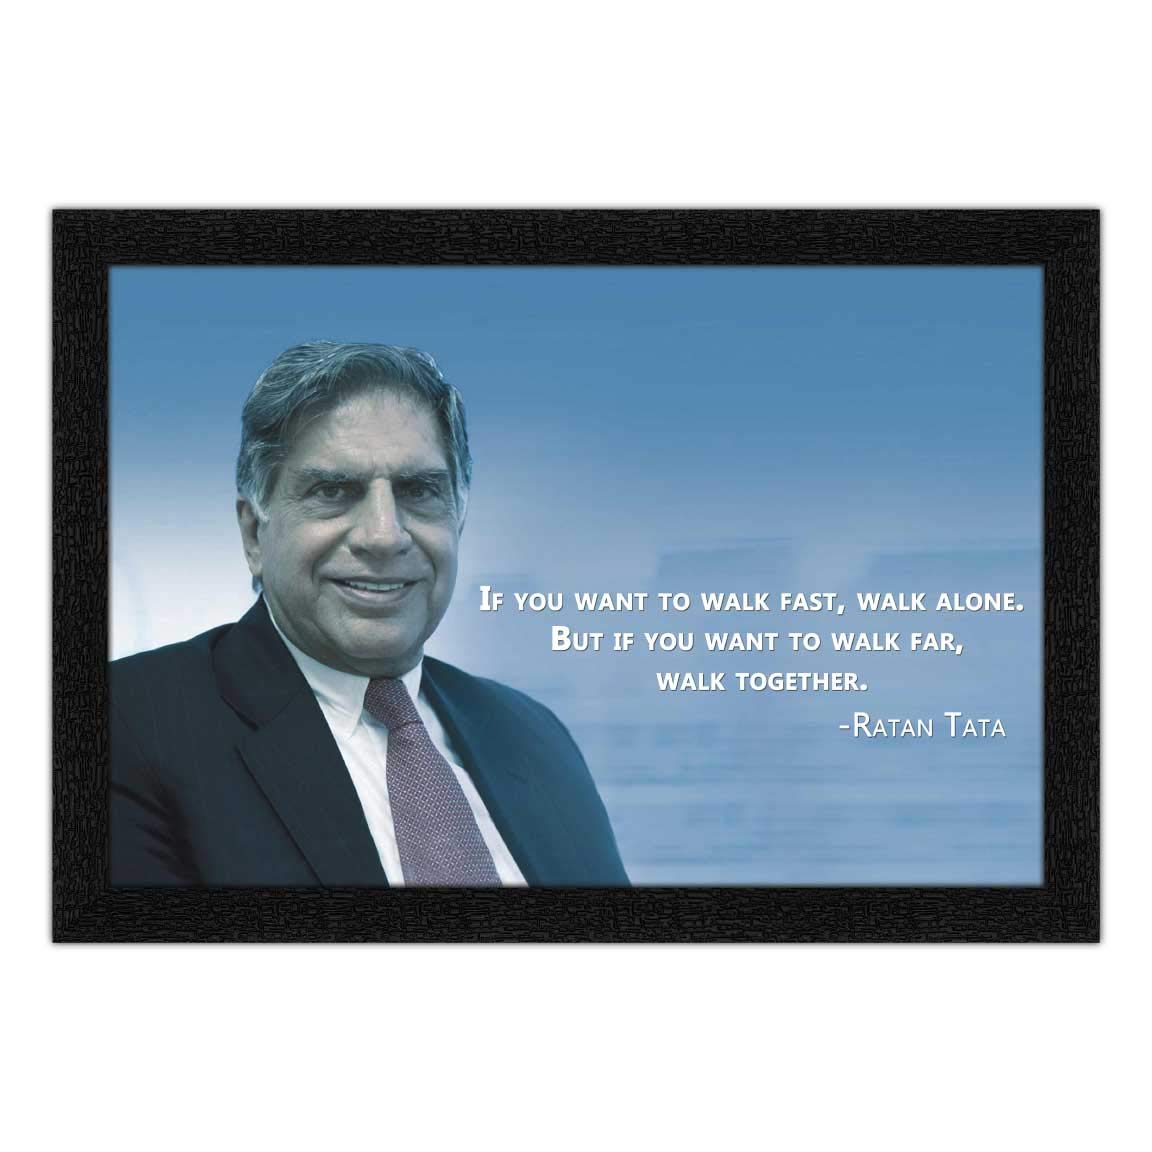 If you want to walk fast, walk alone.
But if you want to walk far,
walk together.
-Ratan Tata